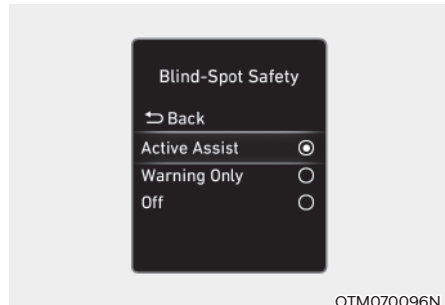 Blind-Spot Safety
Back
Active Assist
Warning Only
Off
OTM070096N